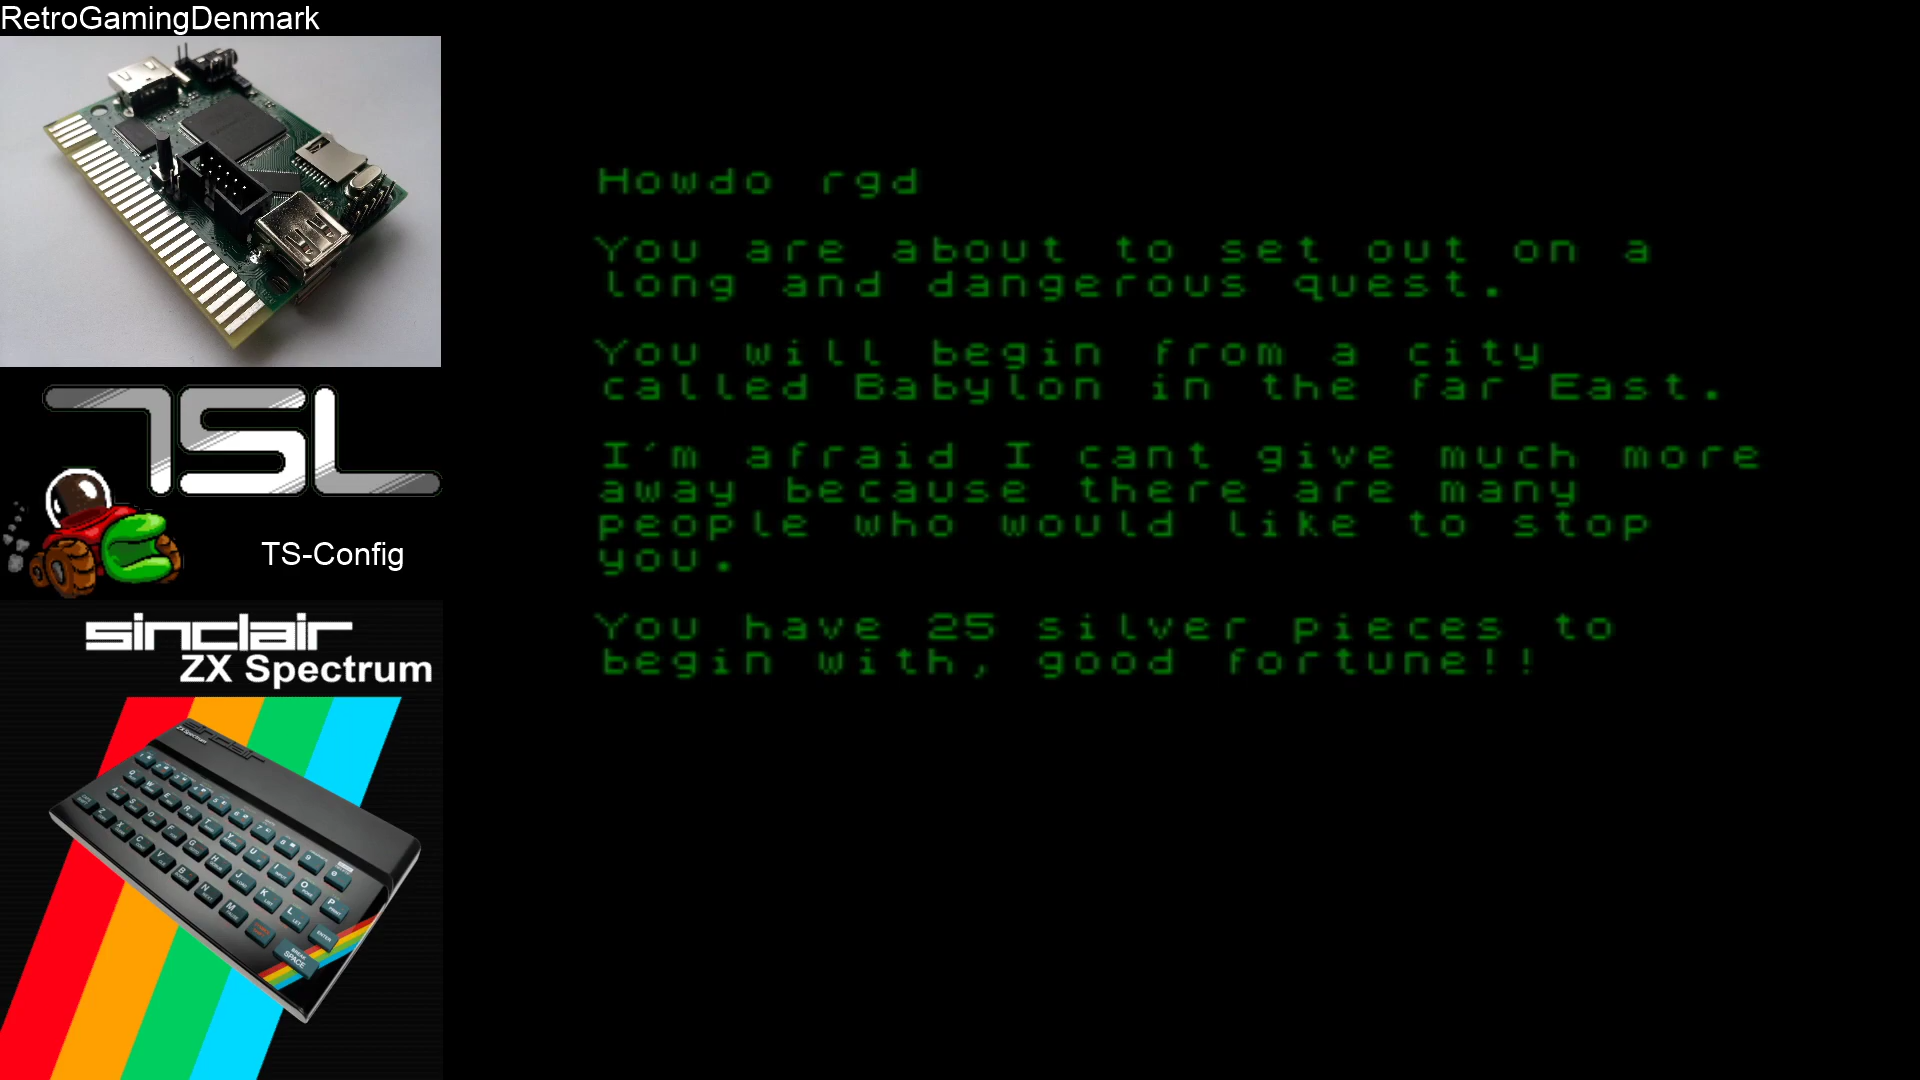 RetroGamingDenmark
Howdo rgd
You are about to set out on a
long and dangerous quest.
You will begin from a city
called Babylon in the far East.
I'm afraid I cant give much more
away because there are many
people who would like to stop
you.
You have 25 silver pieces to
begin with, good fortune!!
TSL
TS-Config
sinclair
ZX Spectrum
sinclair
ZX Spectrum